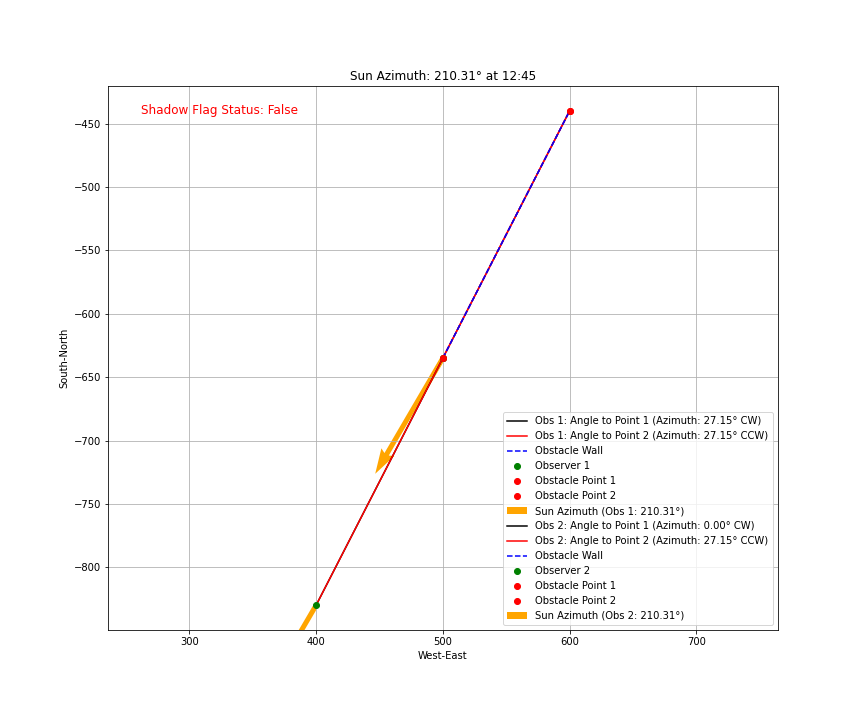 Sun Azimuth: 210.31° at 12:45
Shadow Flag Status: False
−450
−500
−550
−600
−650
−700
−750
−800
South-North
Obs 1: Angle to Point 1 (Azimuth: 27.15° CW)
Obs 1: Angle to Point 2 (Azimuth: 27.15° CCW)
Obstacle Wall
Observer 1
Obstacle Point 1
Obstacle Point 2
Sun Azimuth (Obs 1: 210.31°)
Obs 2: Angle to Point 1 (Azimuth: 0.00° CW)
Obs 2: Angle to Point 2 (Azimuth: 27.15° CCW)
Obstacle Wall
Observer 2
Obstacle Point 1
Obstacle Point 2
Sun Azimuth (Obs 2: 210.31°)
300 400 500 600 700
West-East